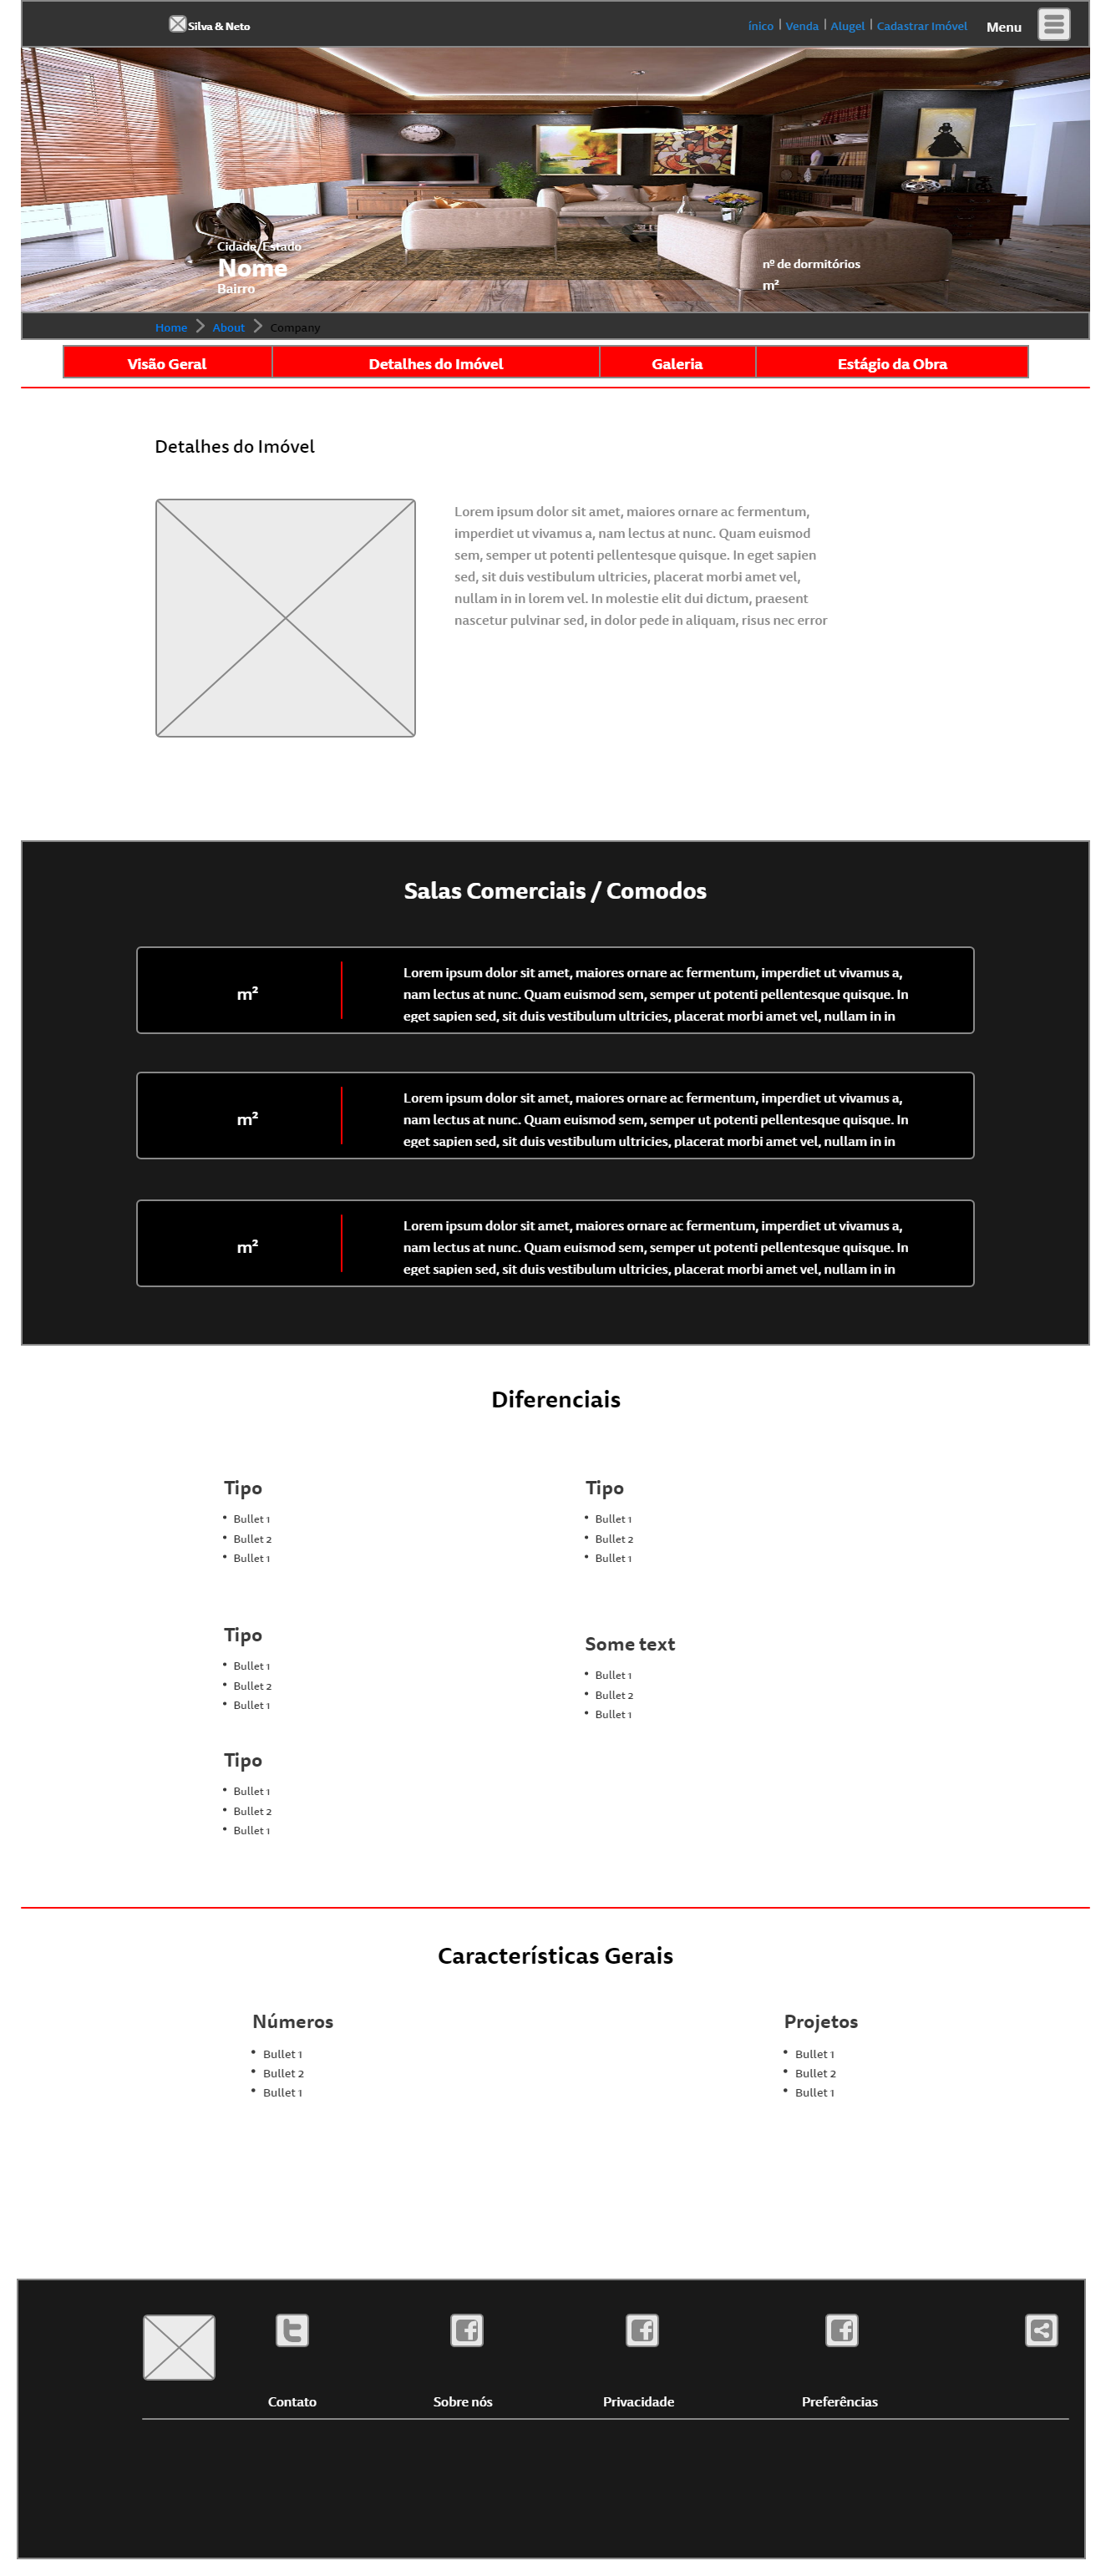 Silva & Neto
ínico | Venda | Alugel | Cadastrar Imóvel
Menu
Cidade/Estado
Nome
Bairro
nº de dormitórios
m²
Home > About > Company
Visão Geral
Detalhes do Imóvel
Galeria
Estágio da Obra
Detalhes do Imóvel
Lorem ipsum dolor sit amet, maiores ornare ac fermentum,
imperdiet ut vivamus a, nam lectus at nunc. Quam euismod
sem, semper ut potenti pellentesque quisque. In eget sapien
sed, sit duis vestibulum ultricies, placerat morbi amet vel,
nullam in in lorem vel. In molestie elit dui dictum, praesent
nascetur pulvinar sed, in dolor pede in aliquam, risus nec error
Salas Comerciais / Comodos
m²
Lorem ipsum dolor sit amet, maiores ornare ac fermentum, imperdiet ut vivamus a,
nam lectus at nunc. Quam euismod sem, semper ut potenti pellentesque quisque. In
eget sapien sed, sit duis vestibulum ultricies, placerat morbi amet vel, nullam in in
m²
Lorem ipsum dolor sit amet, maiores ornare ac fermentum, imperdiet ut vivamus a,
nam lectus at nunc. Quam euismod sem, semper ut potenti pellentesque quisque. In
eget sapien sed, sit duis vestibulum ultricies, placerat morbi amet vel, nullam in in
m²
Lorem ipsum dolor sit amet, maiores ornare ac fermentum, imperdiet ut vivamus a,
nam lectus at nunc. Quam euismod sem, semper ut potenti pellentesque quisque. In
eget sapien sed, sit duis vestibulum ultricies, placerat morbi amet vel, nullam in in
Diferenciais
Tipo
• Bullet 1
• Bullet 2
• Bullet 1
Tipo
• Bullet 1
• Bullet 2
• Bullet 1
Tipo
• Bullet 1
• Bullet 2
• Bullet 1
Some text
• Bullet 1
• Bullet 2
• Bullet 1
Tipo
• Bullet 1
• Bullet 2
• Bullet 1
Características Gerais
Números
• Bullet 1
• Bullet 2
• Bullet 1
Projetos
• Bullet 1
• Bullet 2
• Bullet 1
Contato
Sobre nós
Privacidade
Preferências